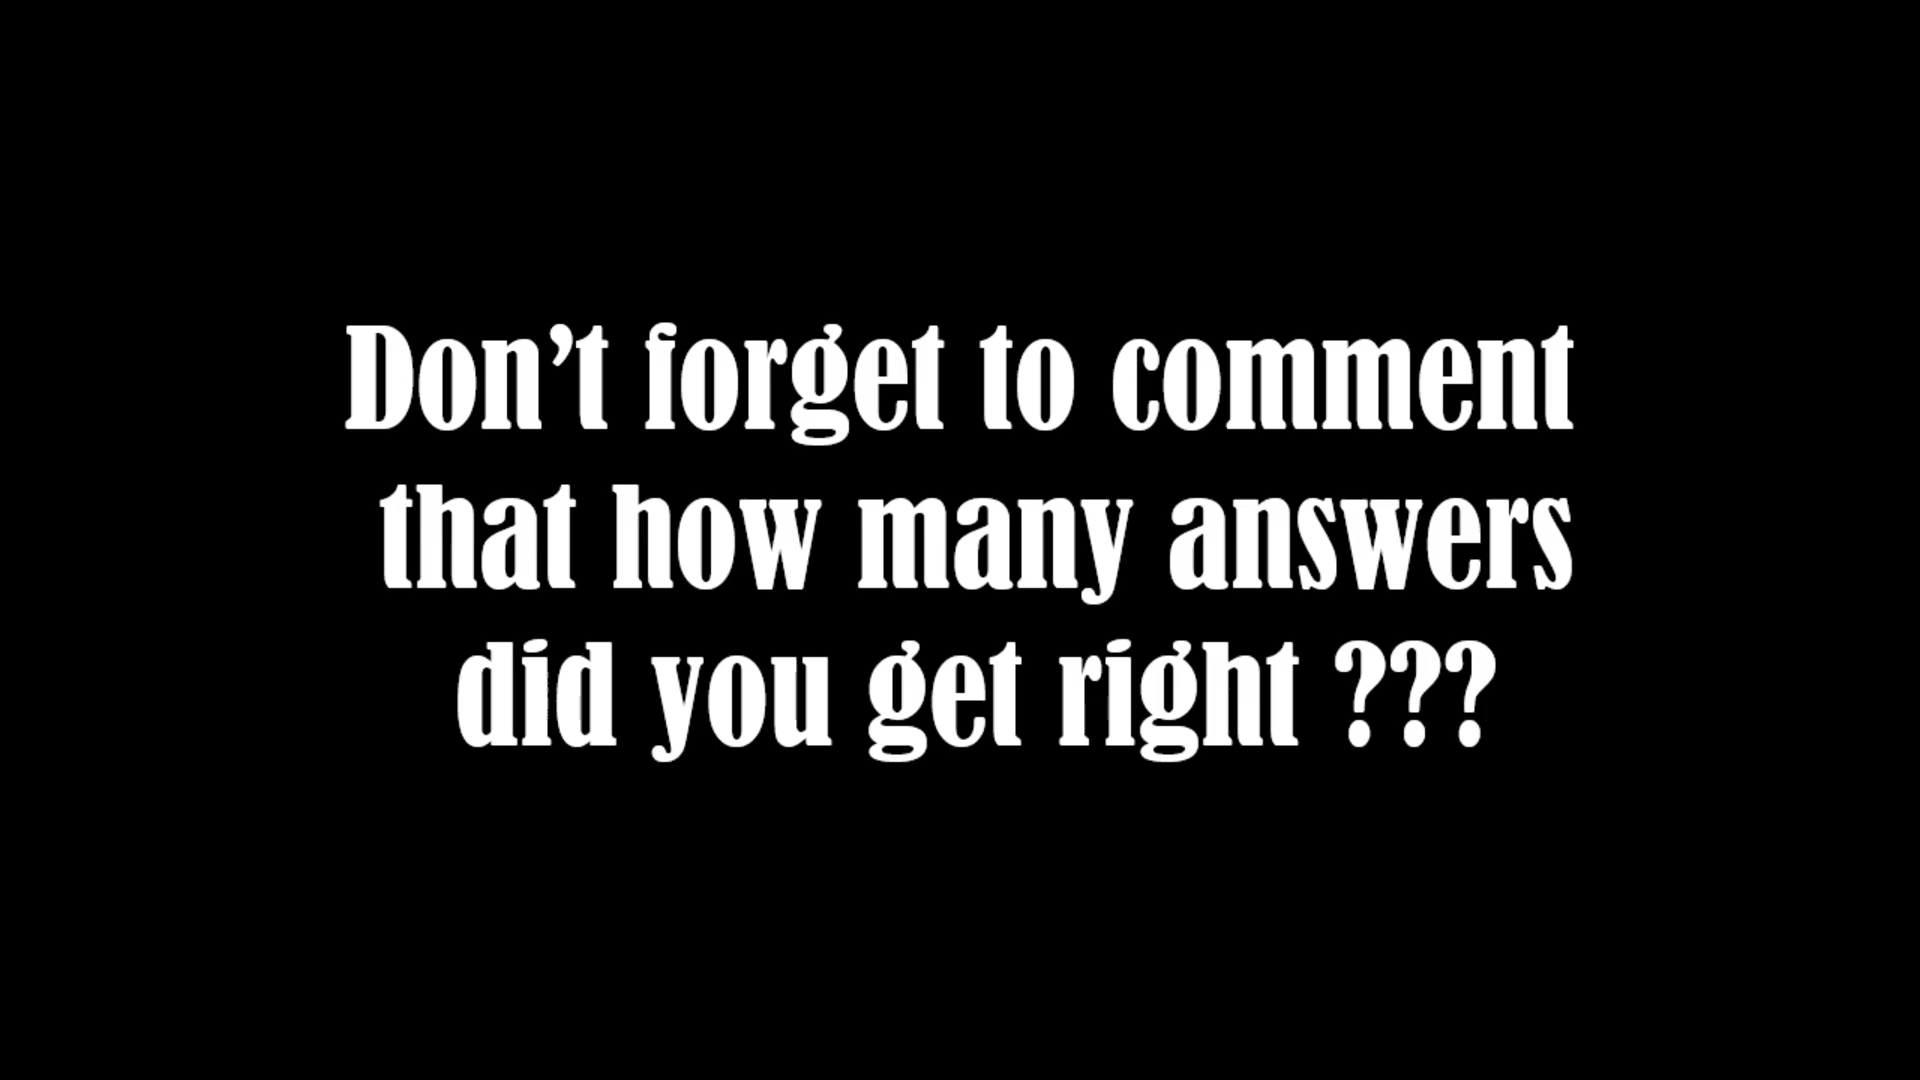 Don’t forget to comment
that how many answers
did you get right ???